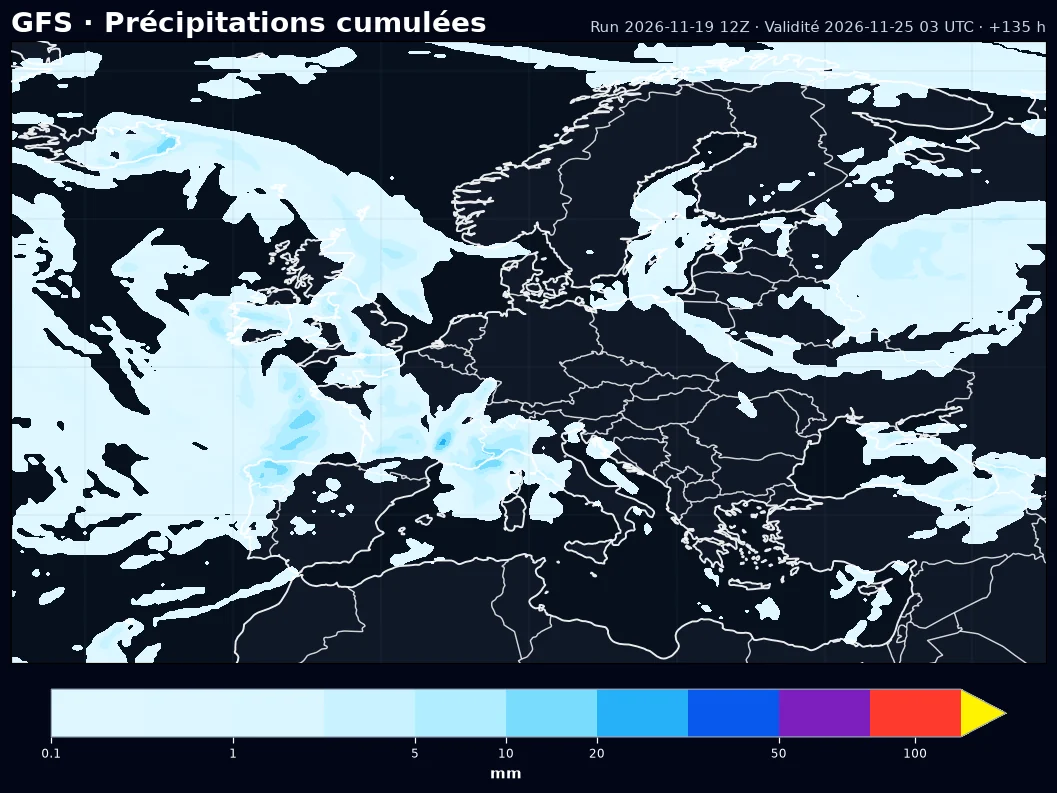 GFS · Précipitations cumulées
Run 2026-11-19 12Z · Validité 2026-11-25 03 UTC · +135 h
0.1 1 5 10 20 50 100
mm